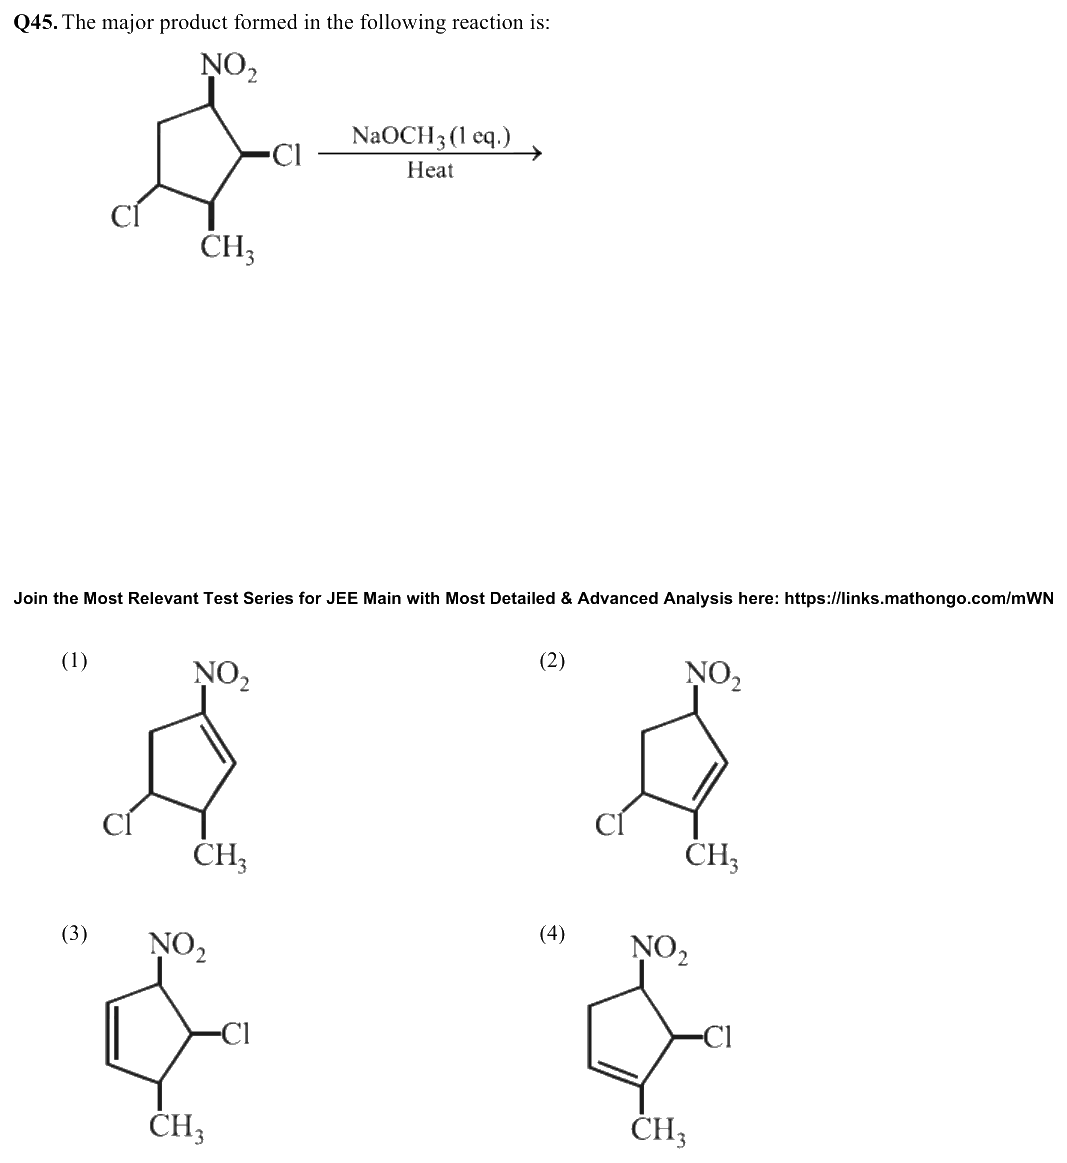 Q45. The major product formed in the following reaction is:
NO2
Cl
NaOCH3 (1 eq.)
Heat
Cl
CH3
Join the Most Relevant Test Series for JEE Main with Most Detailed & Advanced Analysis here: https://links.mathongo.com/mWN
(1)
NO2
Cl
CH3
(2)
NO2
Cl
CH3
(3)
NO2
Cl
CH3
(4)
NO2
Cl
CH3